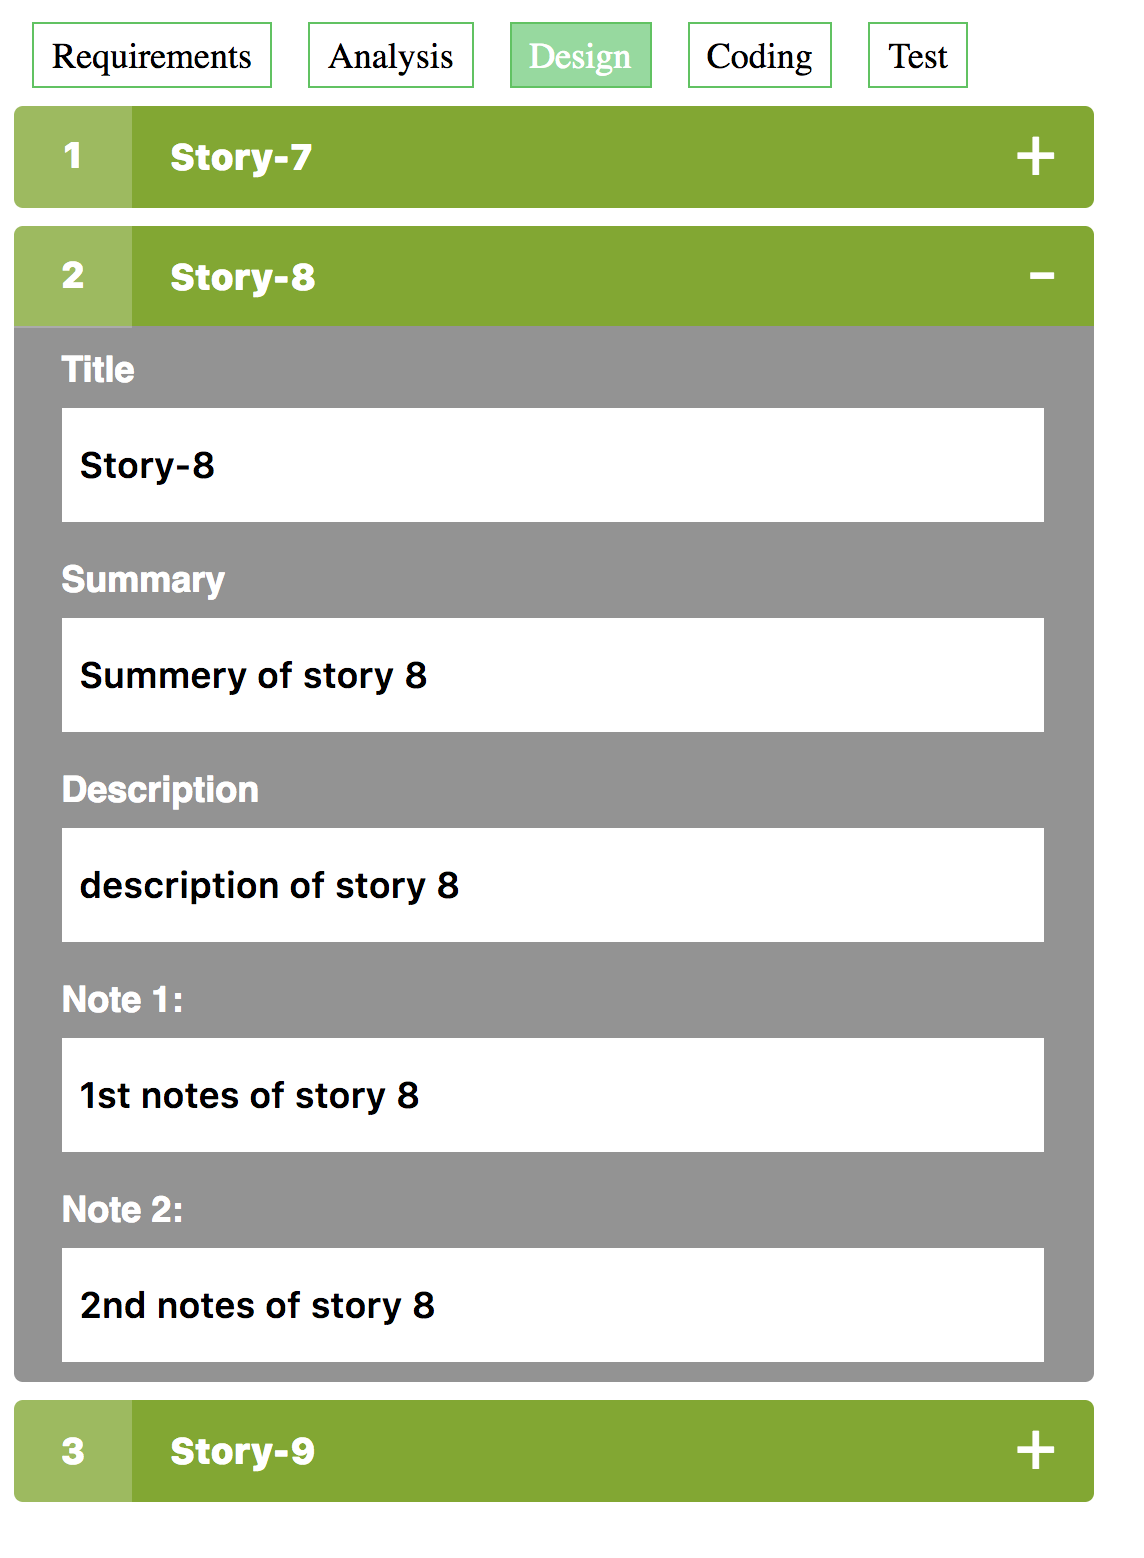 Requirements Analysis Design Coding Test
1 Story-7 +
2 Story-8 -
Title
Story-8
Summary
Summery of story 8
Description
description of story 8
Note 1:
1st notes of story 8
Note 2:
2nd notes of story 8
3 Story-9 +